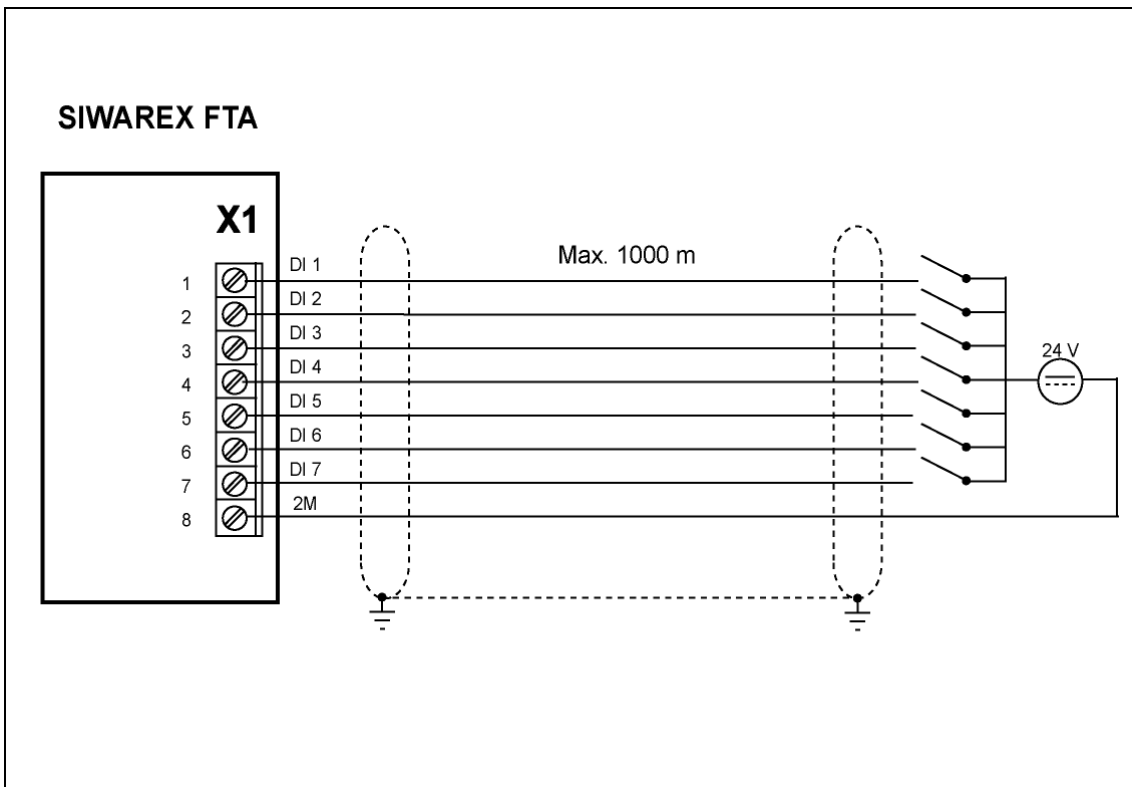 SIWAREX FTA
X1
Max. 1000 m
1 DI 1
2 DI 2
3 DI 3
24 V
4 DI 4
5 DI 5
6 DI 6
7 DI 7
8 2M